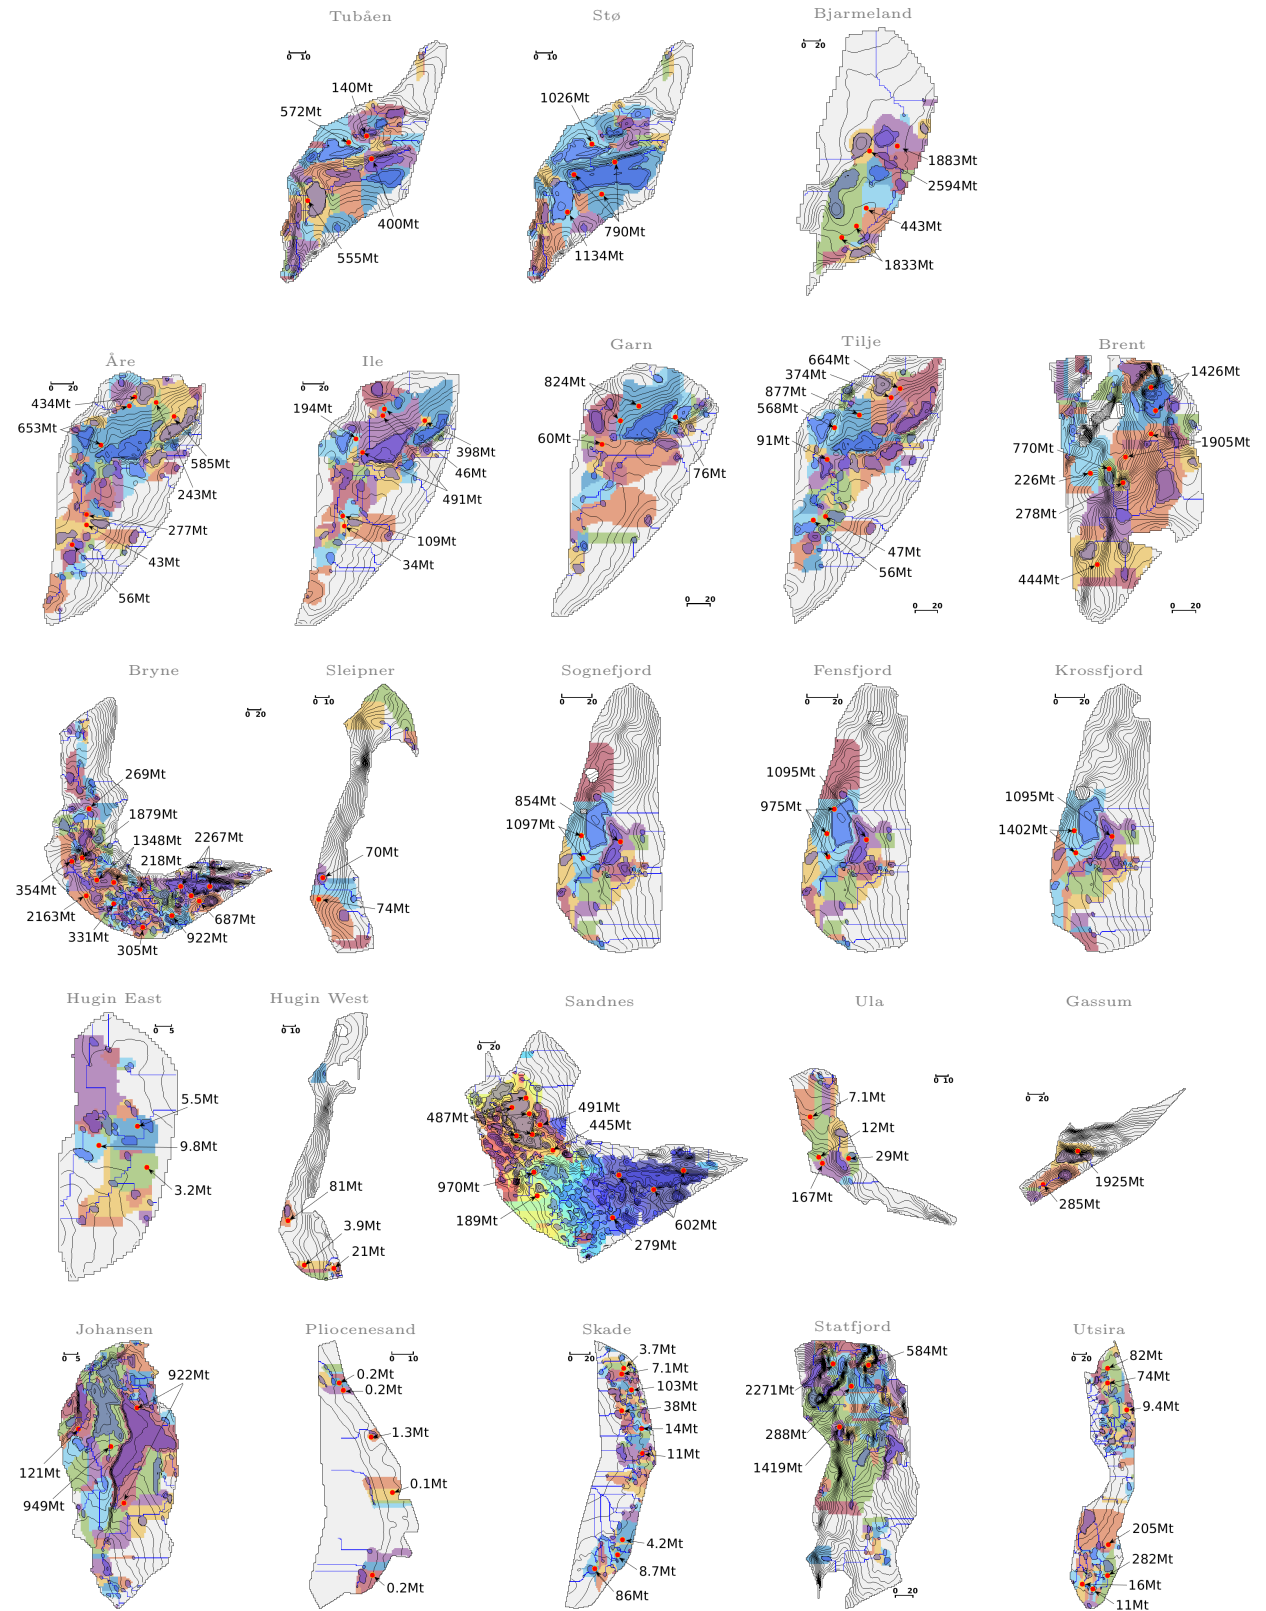 Tubåen
Stø
Bjarmeland
0 10
0 10
0 20
140Mt
572Mt
400Mt
555Mt
1026Mt
790Mt
1134Mt
1883Mt
2594Mt
443Mt
1833Mt
Åre
Ile
Garn
Tilje
Brent
0 20
434Mt
653Mt
585Mt
243Mt
277Mt
43Mt
56Mt
0 20
194Mt
398Mt
46Mt
491Mt
109Mt
34Mt
824Mt
60Mt
76Mt
0 20
664Mt
374Mt
877Mt
568Mt
91Mt
47Mt
56Mt
0 20
1426Mt
1905Mt
770Mt
226Mt
278Mt
444Mt
0 20
Bryne
Sleipner
Sognefjord
Fensfjord
Krossfjord
0 20
269Mt
1879Mt
1348Mt
2267Mt
218Mt
354Mt
2163Mt
331Mt
305Mt
922Mt
687Mt
0 10
70Mt
74Mt
0 20
854Mt
1097Mt
0 20
1095Mt
975Mt
0 20
1095Mt
1402Mt
Hugin East
Hugin West
Sandnes
Ula
Gassum
0 5
5.5Mt
9.8Mt
3.2Mt
0 10
81Mt
3.9Mt
21Mt
0 20
487Mt
491Mt
445Mt
970Mt
189Mt
602Mt
279Mt
0 10
7.1Mt
12Mt
29Mt
167Mt
0 20
1925Mt
285Mt
Johansen
Pliocenesand
Skade
Statfjord
Utsira
0 5
922Mt
121Mt
949Mt
0 10
0.2Mt
0.2Mt
1.3Mt
0.1Mt
0.2Mt
0 20
3.7Mt
7.1Mt
103Mt
38Mt
14Mt
11Mt
4.2Mt
8.7Mt
86Mt
584Mt
2271Mt
288Mt
1419Mt
0 20
0 20
82Mt
74Mt
9.4Mt
205Mt
282Mt
16Mt
11Mt